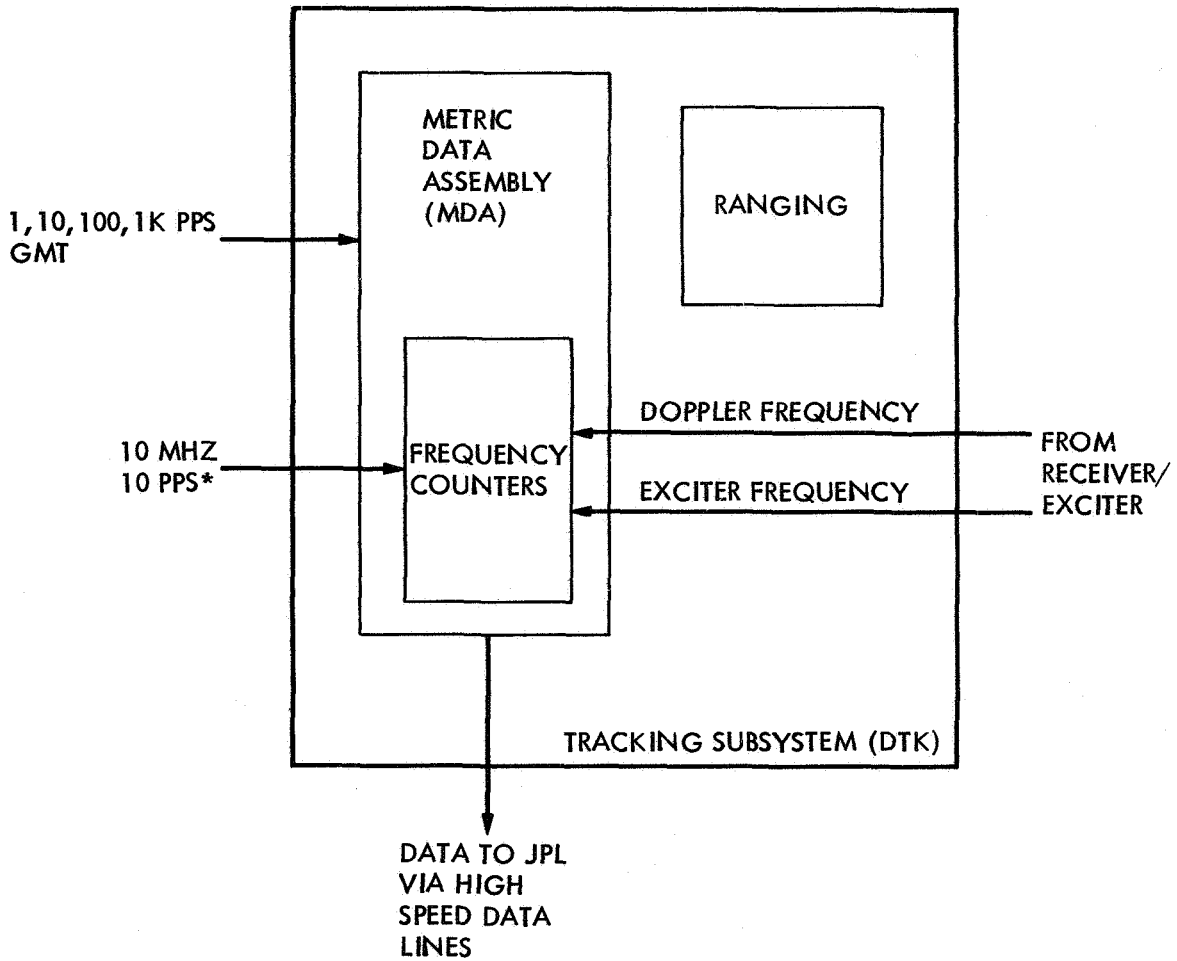 METRIC
DATA
ASSEMBLY
(MDA)
RANGING
1, 10, 100, 1K PPS
GMT
DOPPLER FREQUENCY
10 MHZ
10 PPS*
FREQUENCY
COUNTERS
EXCITER FREQUENCY
FROM
RECEIVER/
EXCITER
TRACKING SUBSYSTEM (DTK)
DATA TO JPL
VIA HIGH
SPEED DATA
LINES